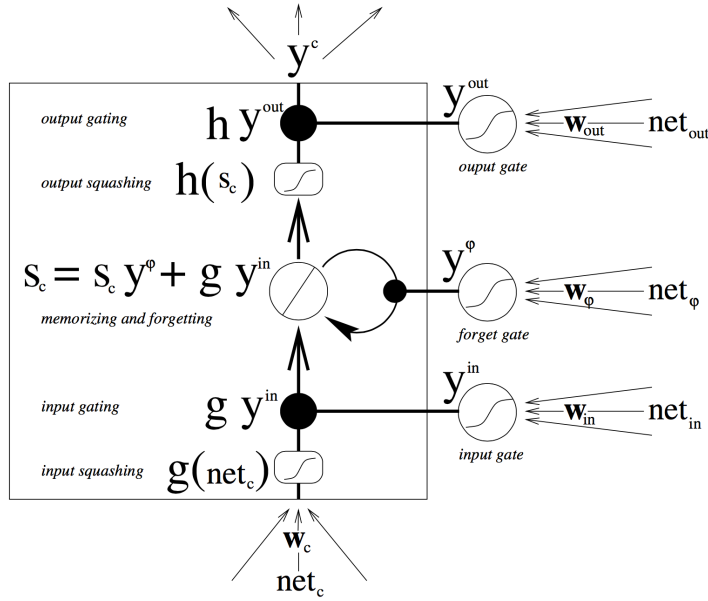 y^c
output gating
h y^out
y^out
w_out
net_out
ouput gate
output squashing
h(s_c)
s_c = s_c y^φ + g y^in
memorizing and forgetting
y^φ
w_φ
net_φ
forget gate
input gating
g y^in
y^in
w_in
net_in
input gate
input squashing
g(net_c)
w_c
net_c